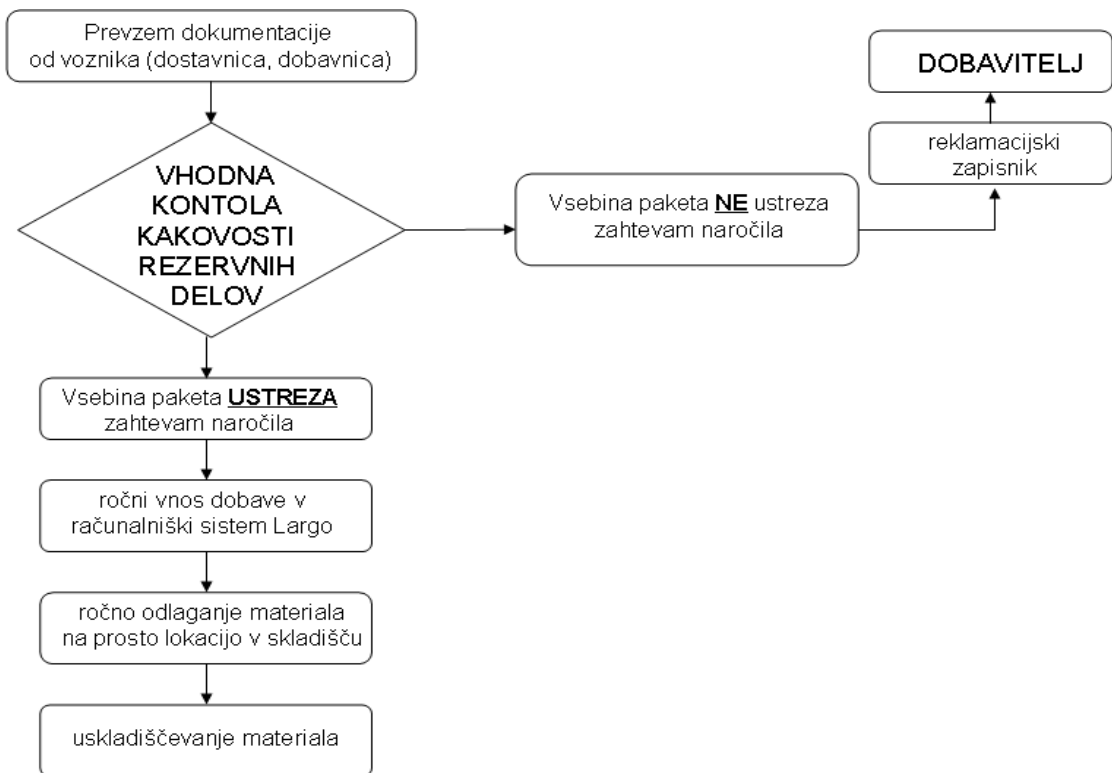 Prevzem dokumentacije
od voznika (dostavnica, dobavnica)
DOBAVITELJ
reklamacijski
zapisnik
VHODNA
KONTOLA
KAKOVOSTI
REZERVNIH
DELOV
Vsebina paketa NE ustreza
zahtevam naročila
Vsebina paketa USTREZA
zahtevam naročila
ročni vnos dobave v
računalniški sistem Largo
ročno odlaganje materiala
na prosto lokacijo v skladišču
uskladiščevanje materiala